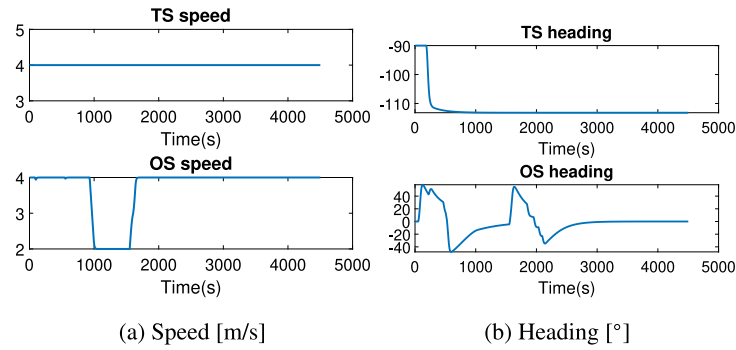 TS speed
5
4
3
0 1000 2000 3000 4000 5000
Time(s)
OS speed
4
3
2
0 1000 2000 3000 4000 5000
Time(s)
(a) Speed [m/s]
TS heading
-90
-100
-110
0 1000 2000 3000 4000 5000
Time(s)
OS heading
40
20
0
-20
-40
0 1000 2000 3000 4000 5000
Time(s)
(b) Heading [°]